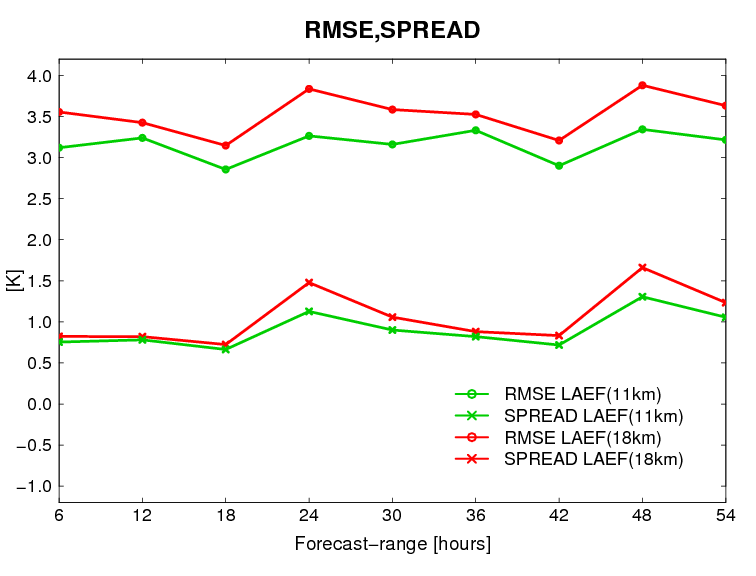 RMSE,SPREAD
4.0
3.5
3.0
2.5
2.0
1.5
1.0
0.5
0.0
−0.5
−1.0
[K]
RMSE LAEF(11km)
SPREAD LAEF(11km)
RMSE LAEF(18km)
SPREAD LAEF(18km)
6 12 18 24 30 36 42 48 54
Forecast−range [hours]